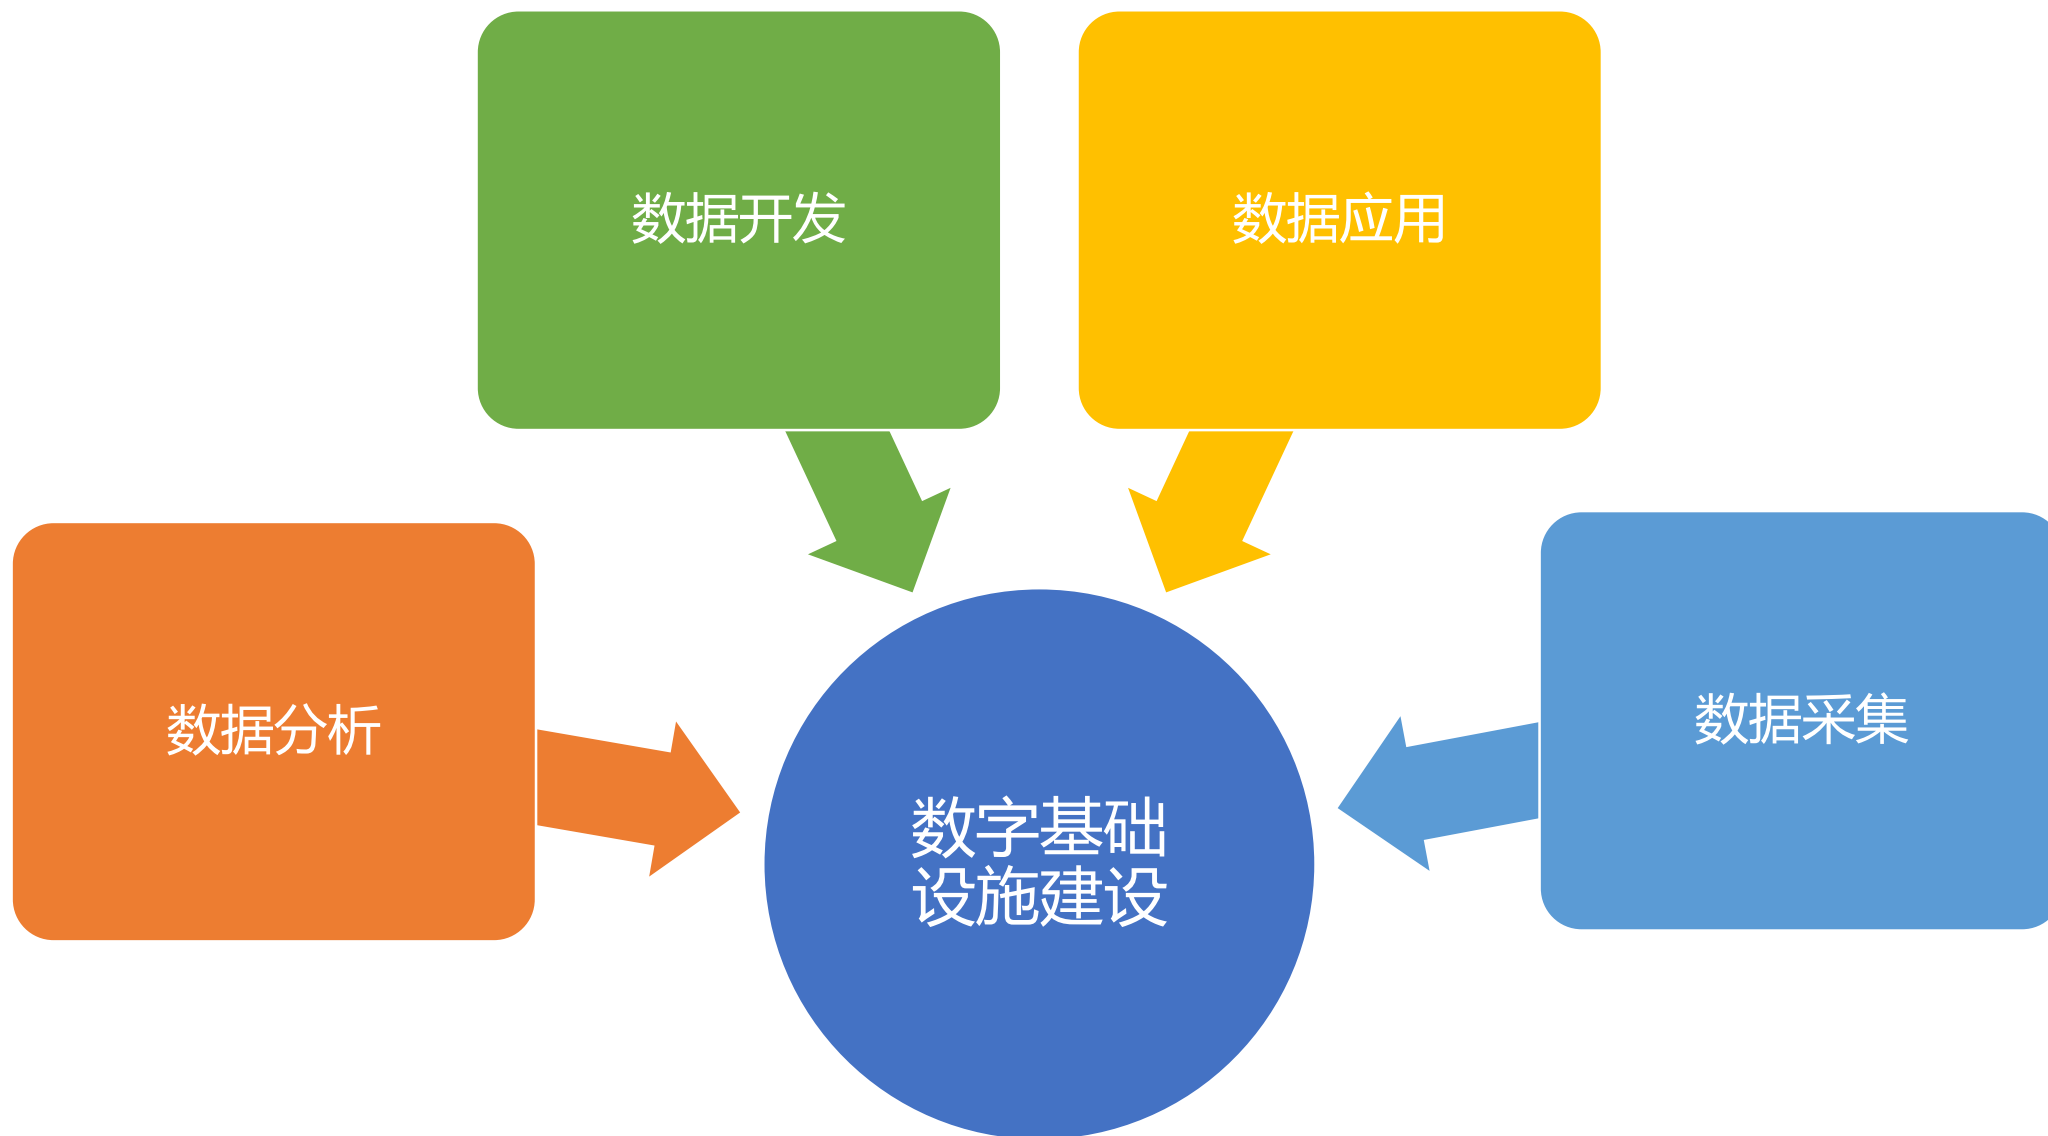 数据开发
数据应用
数据分析
数据采集
数字基础
设施建设